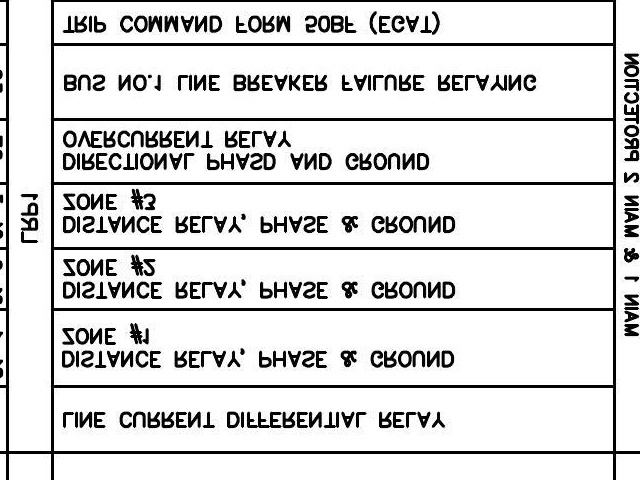 LINE CURRENT DIFFERENTIAL RELAY
DISTANCE RELAY, PHASE & GROUND
ZONE #1
DISTANCE RELAY, PHASE & GROUND
ZONE #2
DISTANCE RELAY, PHASE & GROUND
ZONE #3
DIRECTIONAL PHASD AND GROUND
OVERCURRENT RELAY
BUS NO.1 LINE BREAKER FAILURE RELAYING
TRIP COMMAND FORM 50BF (EGAT)
LRP1
MAIN 1 & MAIN 2 PROTECTION